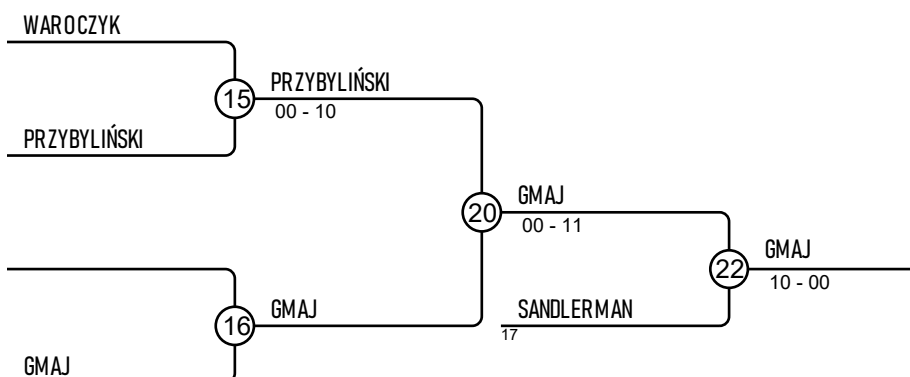 WAROCZYK
PRZYBYLIŃSKI
15
00 - 10
PRZYBYLIŃSKI
GMAJ
20
00 - 11
GMAJ
22
10 - 00
GMAJ
16
SANDLERMAN
17
GMAJ